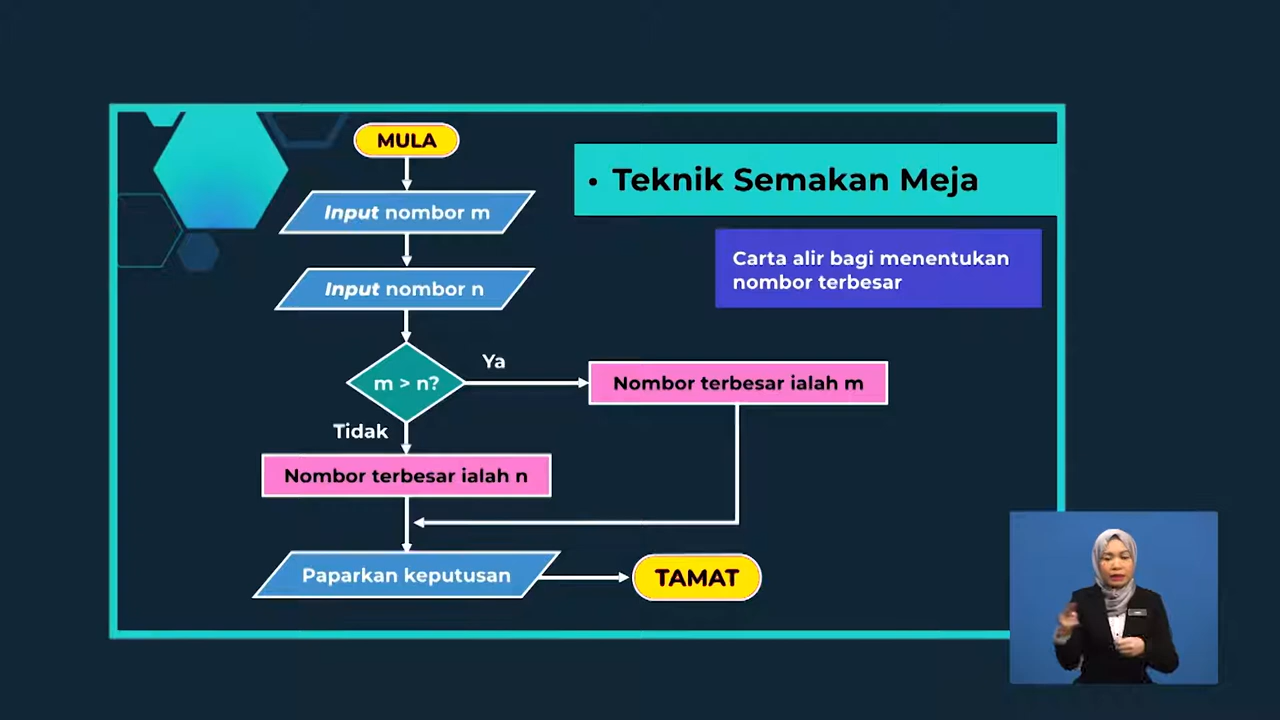 MULA
Input nombor m
Input nombor n
m > n?
Ya
Nombor terbesar ialah m
Tidak
Nombor terbesar ialah n
Paparkan keputusan
TAMAT
• Teknik Semakan Meja
Carta alir bagi menentukan
nombor terbesar